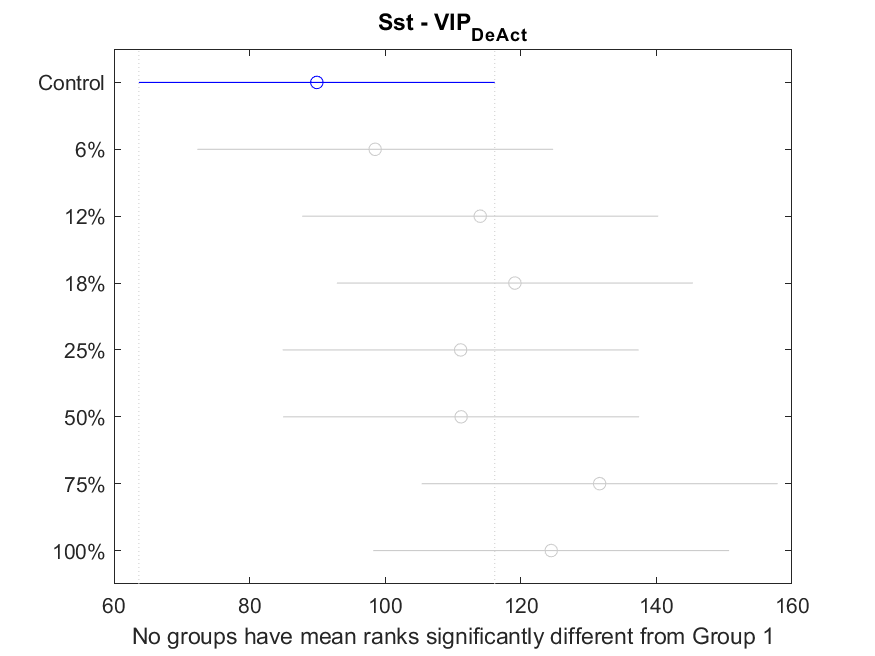 Sst - VIP_DeAct
Control
6%
12%
18%
25%
50%
75%
100%
60 80 100 120 140 160
No groups have mean ranks significantly different from Group 1